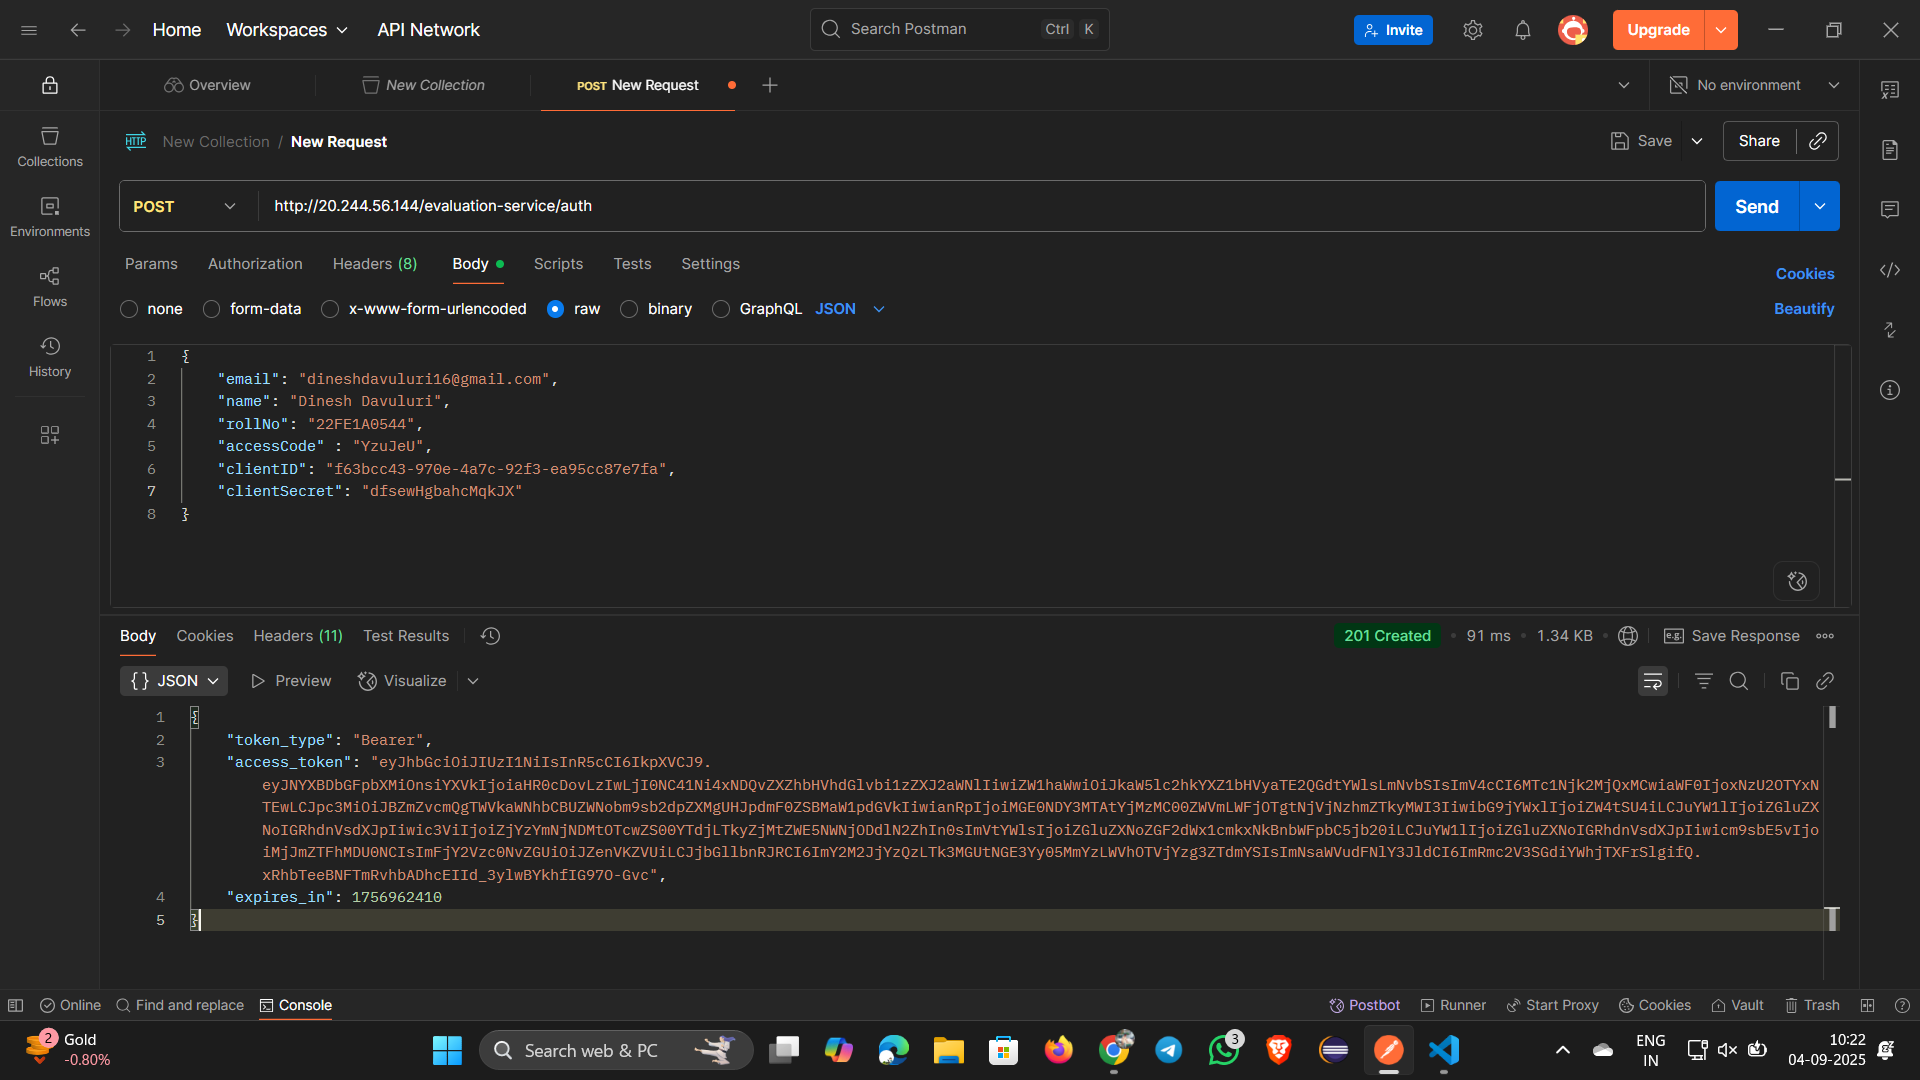 Home
Workspaces
API Network
Search Postman
Ctrl
K
Invite
Upgrade
Overview
New Collection
POST New Request
No environment
Collections
Environments
Flows
History
HTTP
New Collection / New Request
Save
Share
POST
http://20.244.56.144/evaluation-service/auth
Send
Params
Authorization
Headers (8)
Body
Scripts
Tests
Settings
Cookies
none
form-data
x-www-form-urlencoded
raw
binary
GraphQL
JSON
Beautify
1 {
2 "email": "dineshdavuluri16@gmail.com",
3 "name": "Dinesh Davuluri",
4 "rollNo": "22FE1A0544",
5 "accessCode" : "YzuJeU",
6 "clientID": "f63bcc43-970e-4a7c-92f3-ea95cc87e7fa",
7 "clientSecret": "dfsewHgbahcMqkJX"
8 }
Body
Cookies
Headers (11)
Test Results
201 Created
91 ms
1.34 KB
e.g.
Save Response
{} JSON
Preview
Visualize
1 {
2 "token_type": "Bearer",
3 "access_token": "eyJhbGciOiJIUzI1NiIsInR5cCI6IkpXVCJ9.
4 "expires_in": 1756962410
5 }
Online
Find and replace
Console
Postbot
Runner
Start Proxy
Cookies
Vault
Trash
2
Gold
-0.80%
Search web & PC
3
ENG
IN
10:22
04-09-2025